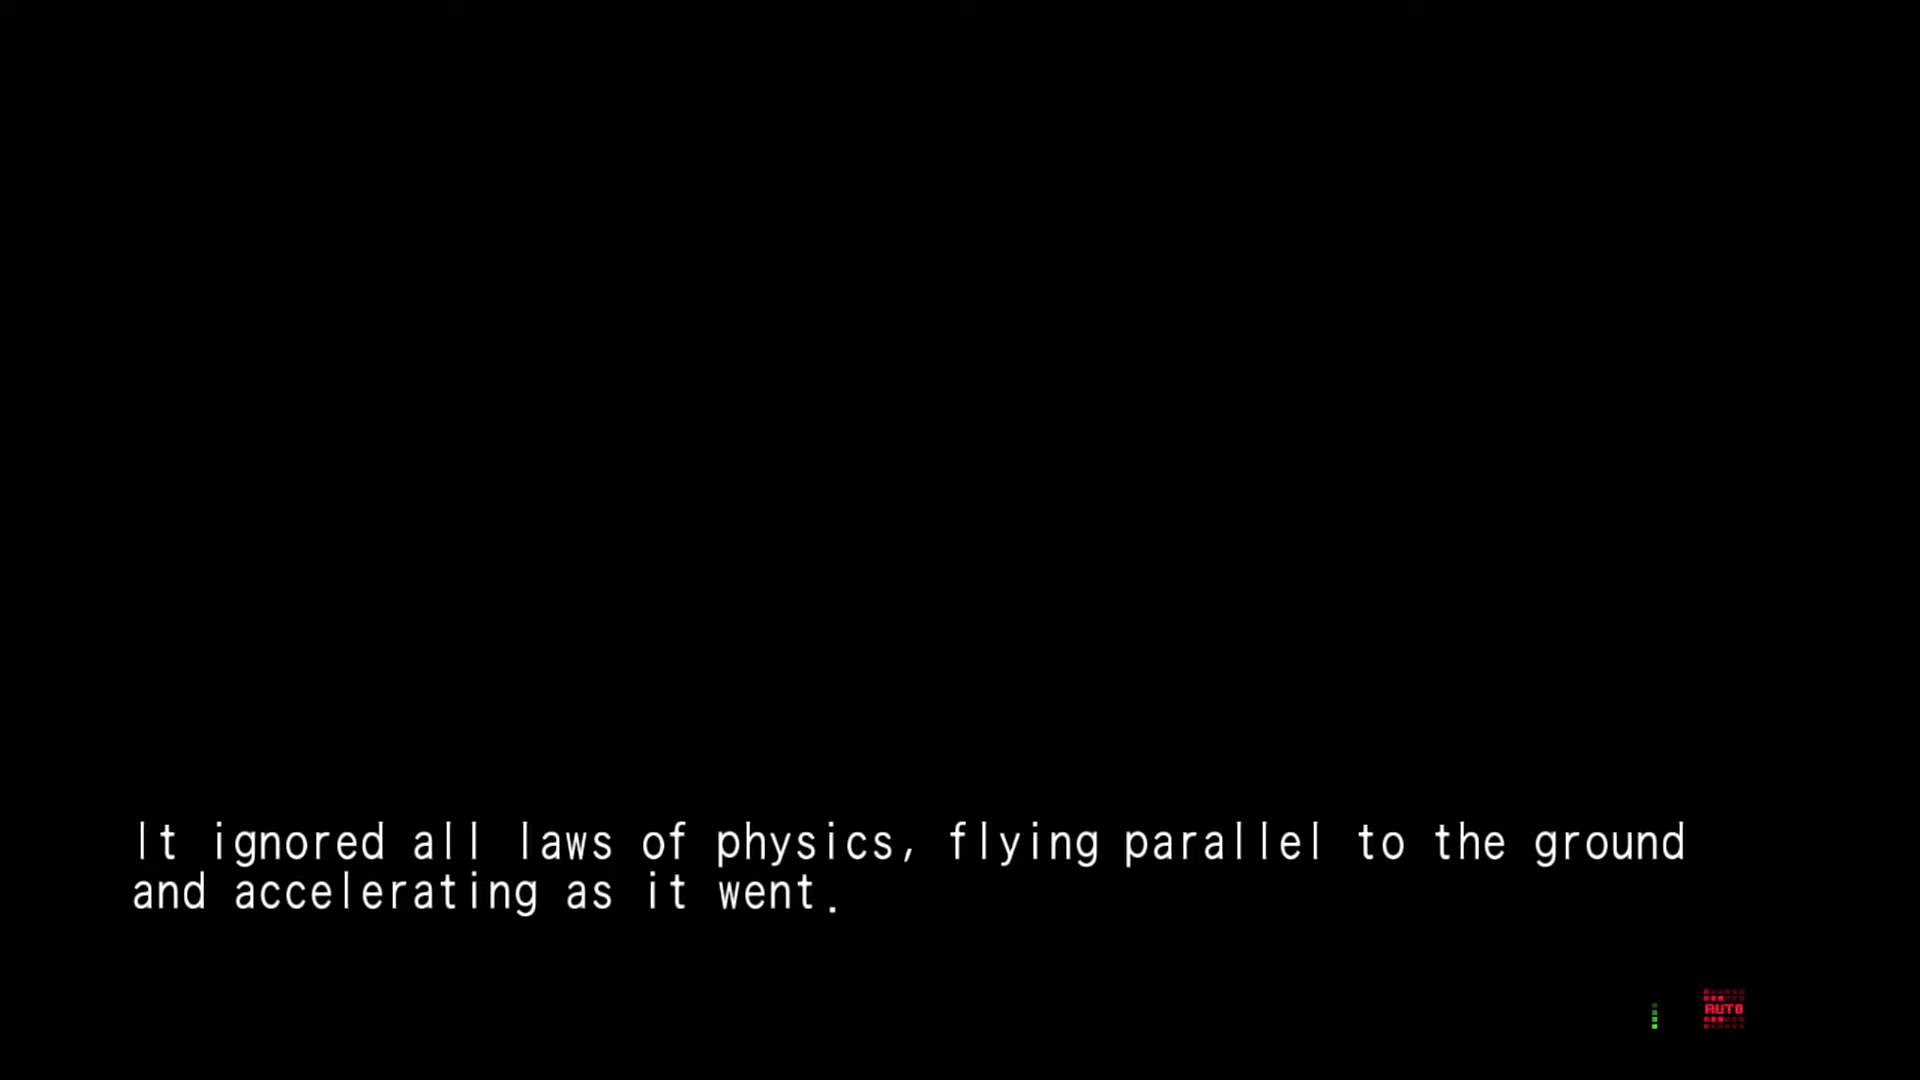 It ignored all laws of physics, flying parallel to the ground
and accelerating as it went.
AUTO